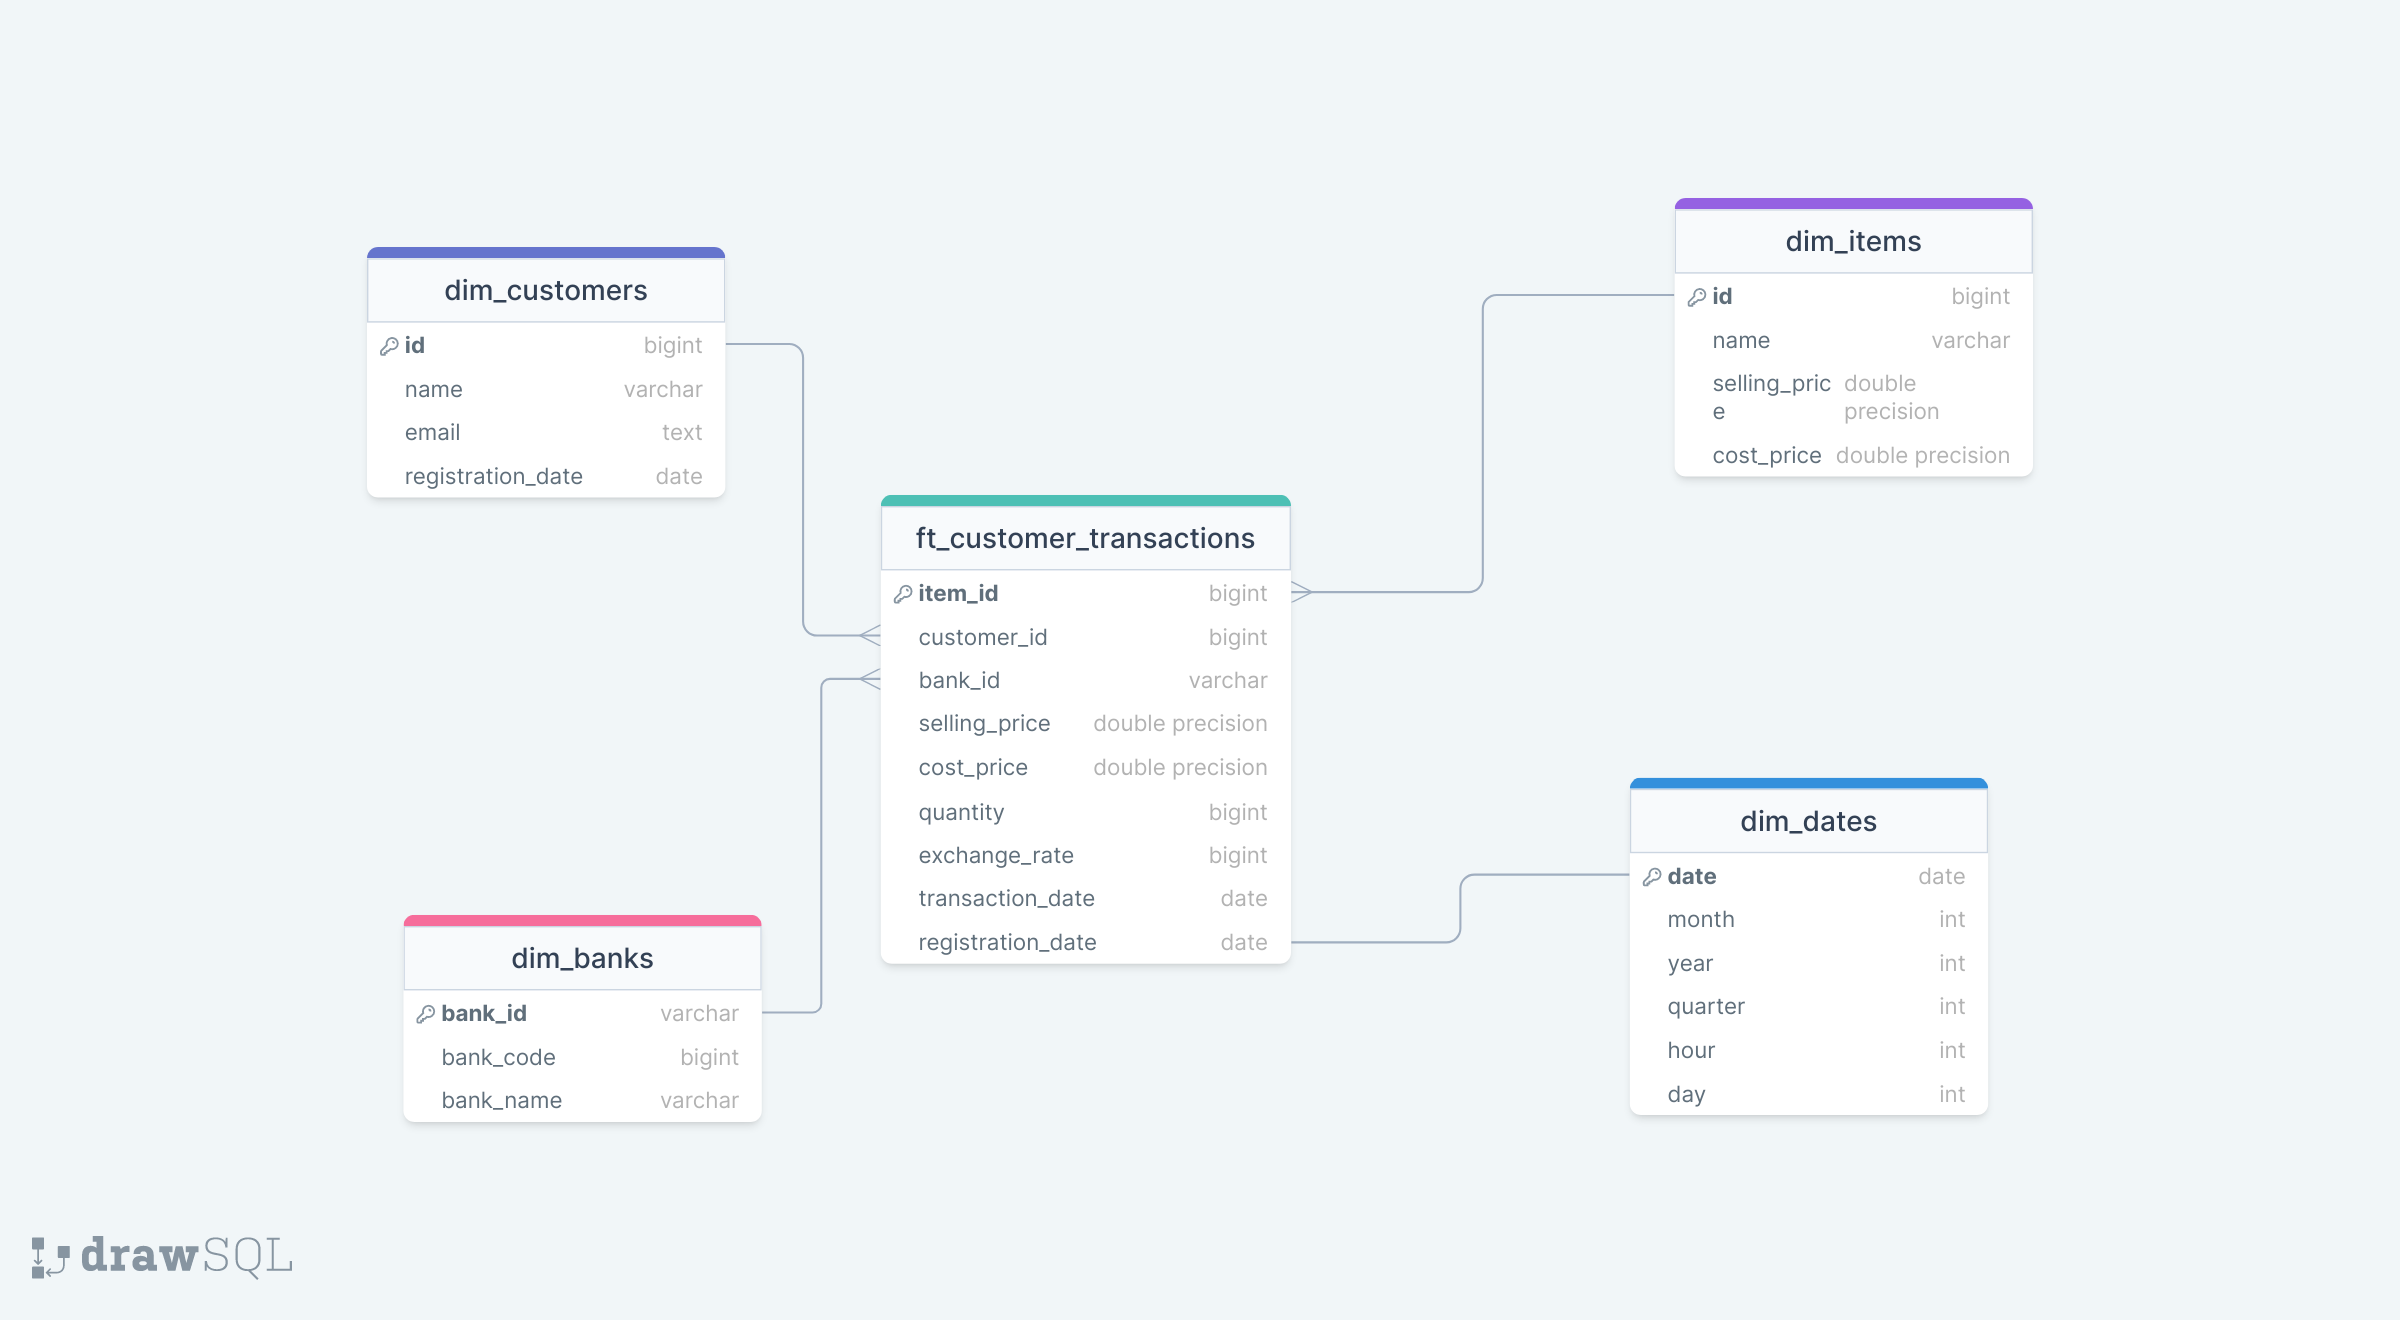 dim_customers
id bigint
name varchar
email text
registration_date date
dim_items
id bigint
name varchar
selling_pric double
e precision
cost_price double precision
ft_customer_transactions
item_id bigint
customer_id bigint
bank_id varchar
selling_price double precision
cost_price double precision
quantity bigint
exchange_rate bigint
transaction_date date
registration_date date
dim_banks
bank_id varchar
bank_code bigint
bank_name varchar
dim_dates
date date
month int
year int
quarter int
hour int
day int
drawSQL